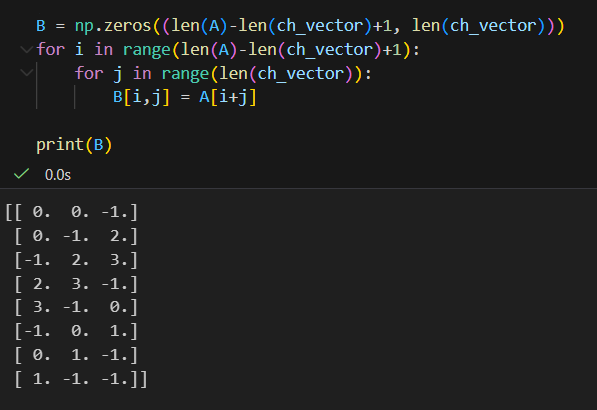 B = np.zeros((len(A)-len(ch_vector)+1, len(ch_vector)))
for i in range(len(A)-len(ch_vector)+1):
    for j in range(len(ch_vector)):
        B[i,j] = A[i+j]
print(B)
0.0s
[[ 0.  0. -1.]
 [ 0. -1.  2.]
 [-1.  2.  3.]
 [ 2.  3. -1.]
 [ 3. -1.  0.]
 [-1.  0.  1.]
 [ 0.  1. -1.]
 [ 1. -1. -1.]]